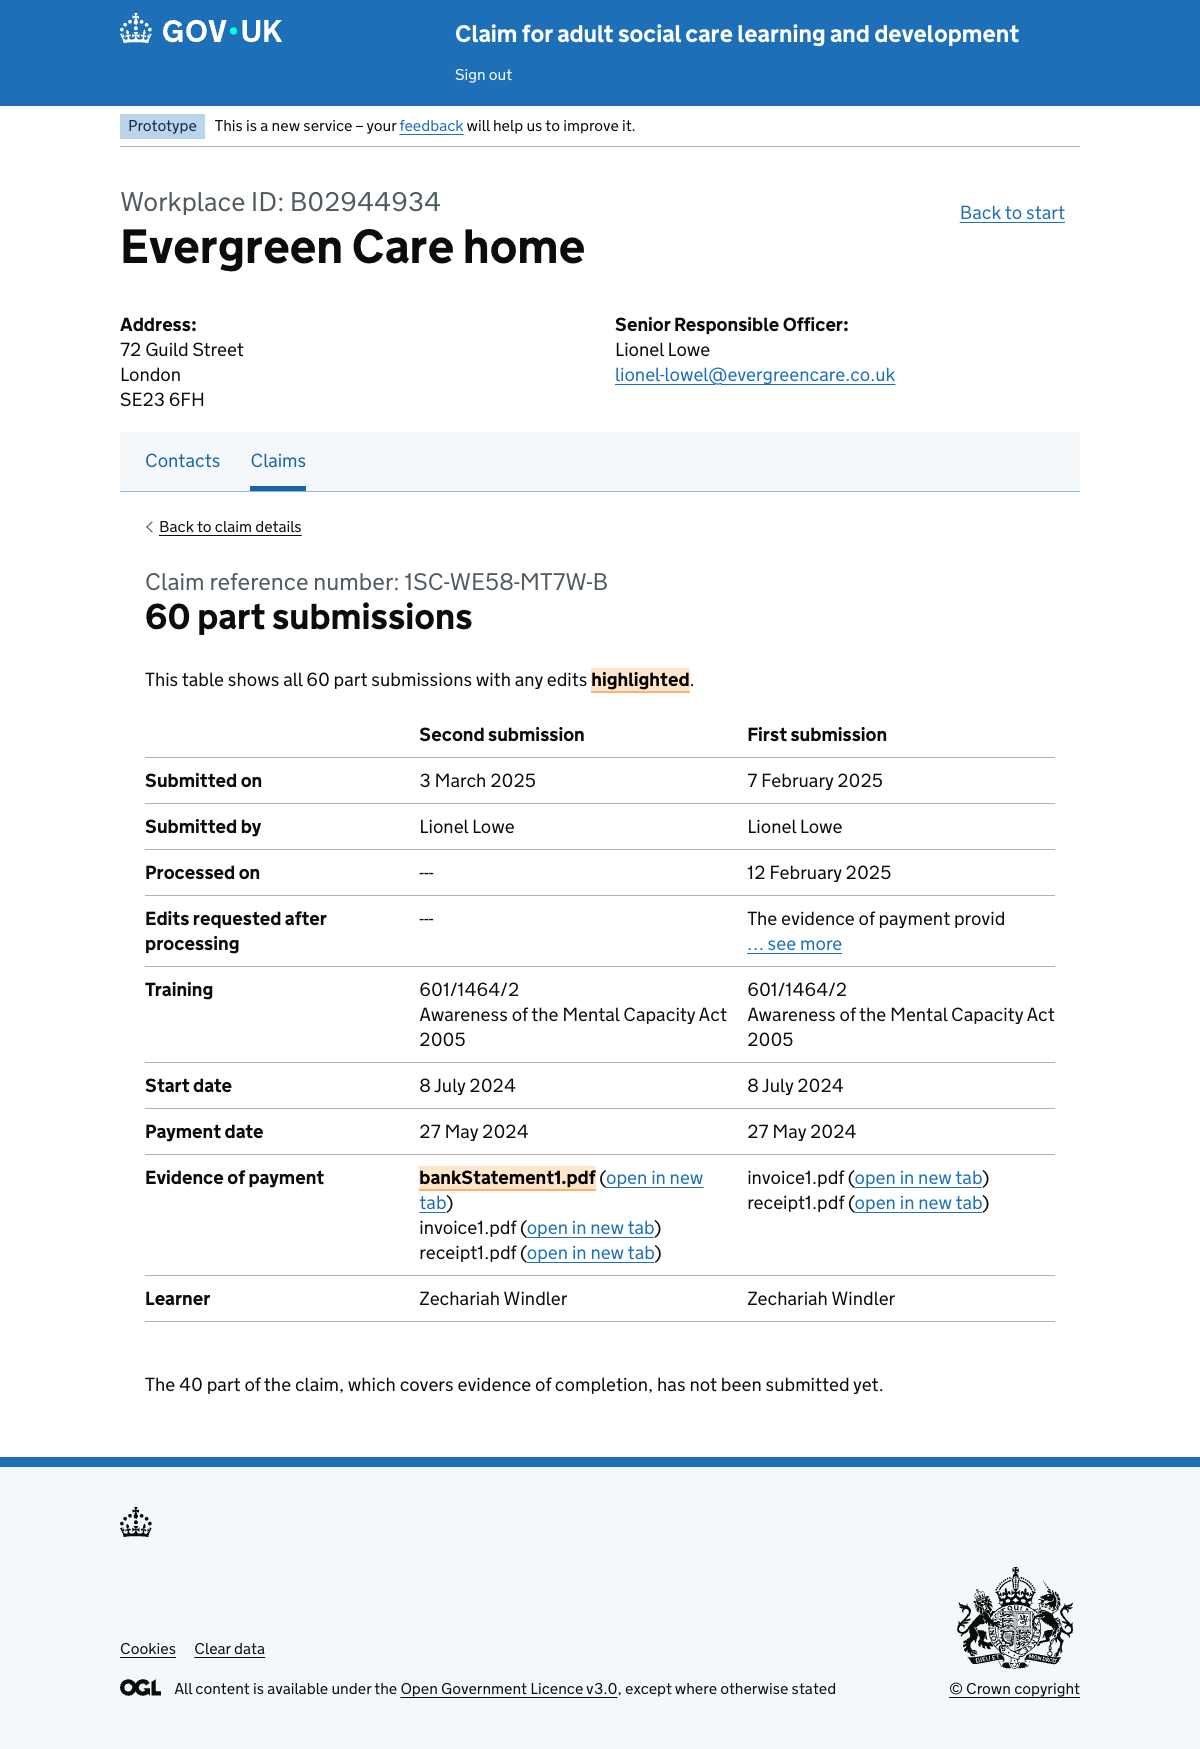 GOV·UK
Claim for adult social care learning and development
Sign out
Prototype This is a new service – your feedback will help us to improve it.
Workplace ID: B02944934
Back to start
Evergreen Care home
Address:
72 Guild Street
London
SE23 6FH
Senior Responsible Officer:
Lionel Lowe
lionel-lowel@evergreencare.co.uk
Contacts Claims
Back to claim details
Claim reference number: 1SC-WE58-MT7W-B
60 part submissions
This table shows all 60 part submissions with any edits highlighted.
Second submission First submission
Submitted on 3 March 2025 7 February 2025
Submitted by Lionel Lowe Lionel Lowe
Processed on --- 12 February 2025
Edits requested after processing --- The evidence of payment provid
... see more
Training 601/1464/2 601/1464/2
Awareness of the Mental Capacity Act 2005 Awareness of the Mental Capacity Act 2005
Start date 8 July 2024 8 July 2024
Payment date 27 May 2024 27 May 2024
Evidence of payment bankStatement1.pdf (open in new tab) invoice1.pdf (open in new tab)
invoice1.pdf (open in new tab) receipt1.pdf (open in new tab)
receipt1.pdf (open in new tab)
Learner Zechariah Windler Zechariah Windler
The 40 part of the claim, which covers evidence of completion, has not been submitted yet.
Cookies Clear data
OGL All content is available under the Open Government Licence v3.0, except where otherwise stated
© Crown copyright